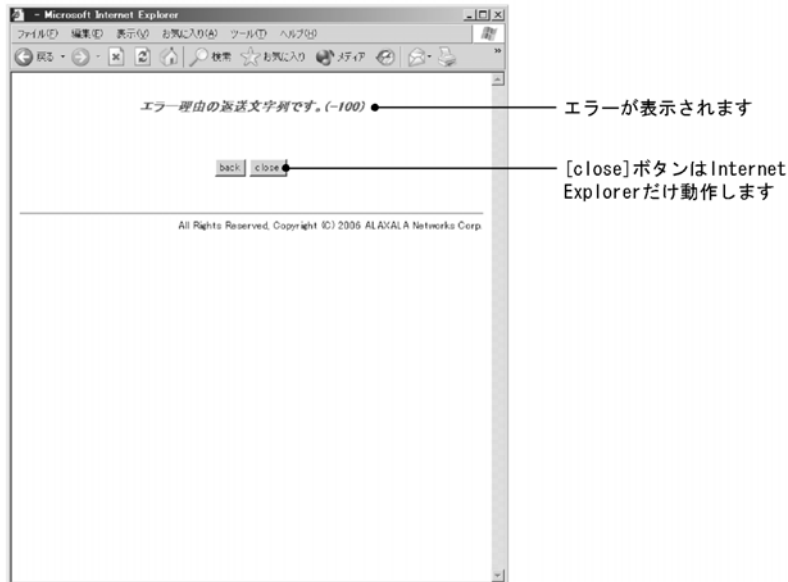 - Microsoft Internet Explorer
ファイル(F) 編集(E) 表示(V) お気に入り(A) ツール(T) ヘルプ(H)
戻る 検索 お気に入り メディア
エラー理由の返送文字列です。(-100)
エラーが表示されます
back close
[close]ボタンはInternet
Explorerだけ動作します
All Rights Reserved, Copyright (C) 2006 ALAXALA Networks Corp.